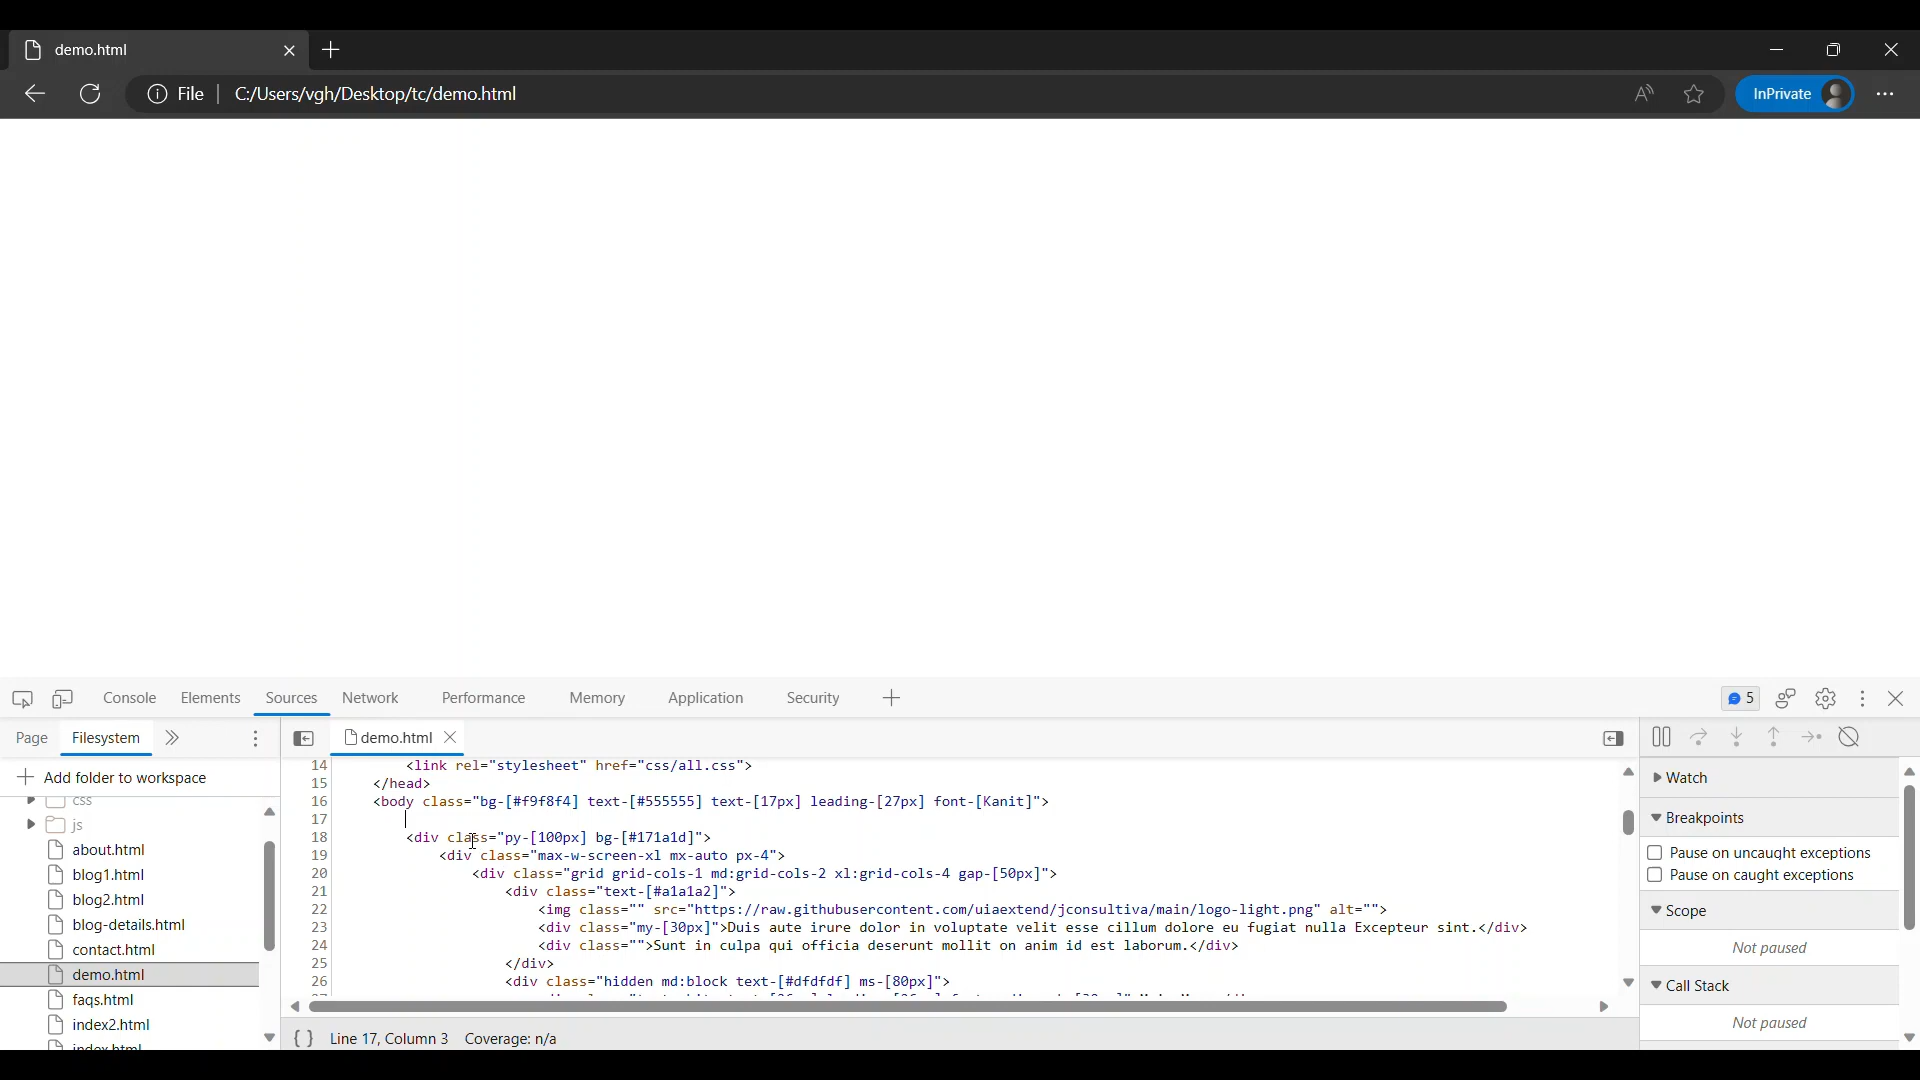 demo.html
File | C:/Users/vgh/Desktop/tc/demo.html
InPrivate
Console Elements Sources Network Performance Memory Application Security
5
Page Filesystem
demo.html
Add folder to workspace
css
js
about.html
blog1.html
blog2.html
blog-details.html
contact.html
demo.html
faqs.html
index2.html
index.html
14 <link rel="stylesheet" href="css/all.css">
15 </head>
16 <body class="bg-[#f9f8f4] text-[#555555] text-[17px] leading-[27px] font-[Kanit]">
17
18 <div class="py-[100px] bg-[#171a1d]">
19 <div class="max-w-screen-xl mx-auto px-4">
20 <div class="grid grid-cols-1 md:grid-cols-2 xl:grid-cols-4 gap-[50px]">
21 <div class="text-[#a1a1a2]">
22 <img class="" src="https://raw.githubusercontent.com/uiaextend/jconsultiva/main/logo-light.png" alt="">
23 <div class="my-[30px]">Duis aute irure dolor in voluptate velit esse cillum dolore eu fugiat nulla Excepteur sint.</div>
24 <div class="">Sunt in culpa qui officia deserunt mollit on anim id est laborum.</div>
25 </div>
26 <div class="hidden md:block text-[#dfdfdf] ms-[80px]">
{ } Line 17, Column 3 Coverage: n/a
Watch
Breakpoints
Pause on uncaught exceptions
Pause on caught exceptions
Scope
Not paused
Call Stack
Not paused